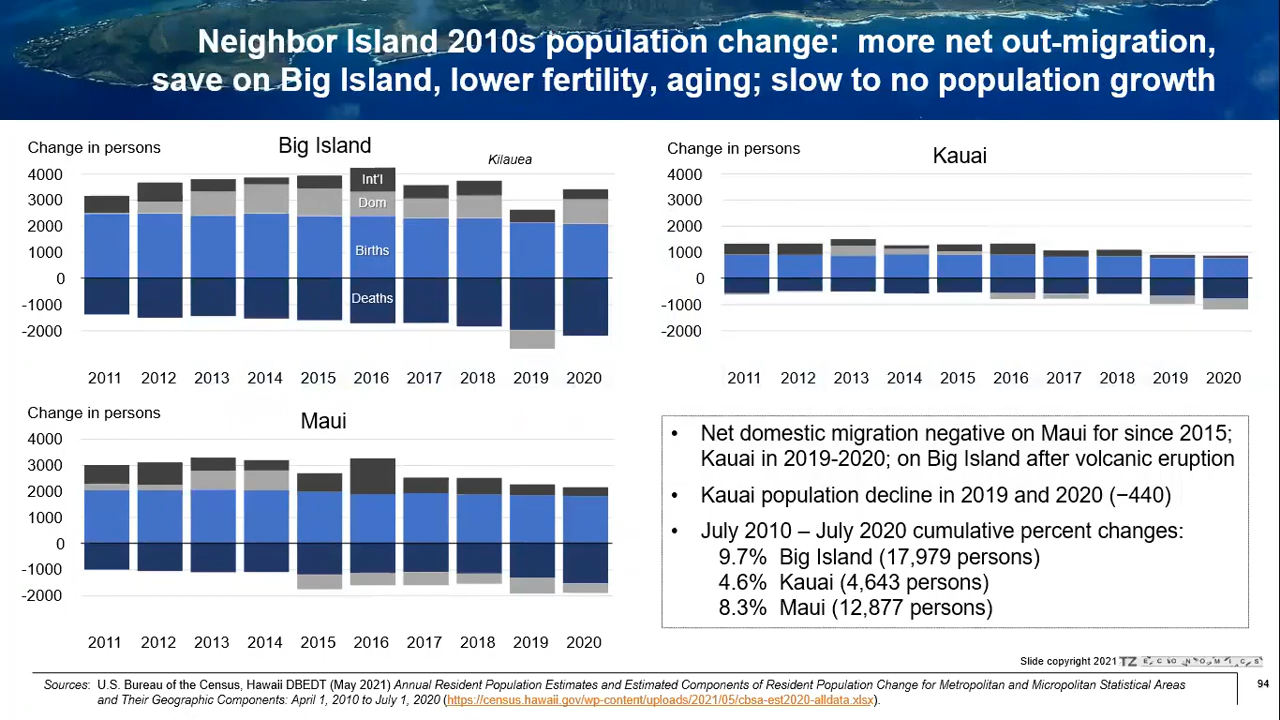 Neighbor Island 2010s population change:  more net out-migration,
save on Big Island, lower fertility, aging; slow to no population growth
Change in persons
Big Island
Kilauea
4000
3000
2000
1000
0
-1000
-2000
Int'l
Dom
Births
Deaths
2011 2012 2013 2014 2015 2016 2017 2018 2019 2020
Change in persons
Kauai
4000
3000
2000
1000
0
-1000
-2000
2011 2012 2013 2014 2015 2016 2017 2018 2019 2020
Change in persons
Maui
4000
3000
2000
1000
0
-1000
-2000
2011 2012 2013 2014 2015 2016 2017 2018 2019 2020
• Net domestic migration negative on Maui for since 2015;
Kauai in 2019-2020; on Big Island after volcanic eruption
• Kauai population decline in 2019 and 2020 (−440)
• July 2010 – July 2020 cumulative percent changes:
9.7%  Big Island (17,979 persons)
4.6%  Kauai (4,643 persons)
8.3%  Maui (12,877 persons)
Slide copyright 2021 TZ ECONOMICS
Sources:  U.S. Bureau of the Census, Hawaii DBEDT (May 2021) Annual Resident Population Estimates and Estimated Components of Resident Population Change for Metropolitan and Micropolitan Statistical Areas
and Their Geographic Components: April 1, 2010 to July 1, 2020 (https://census.hawaii.gov/wp-content/uploads/2021/05/cbsa-est2020-alldata.xlsx).
94